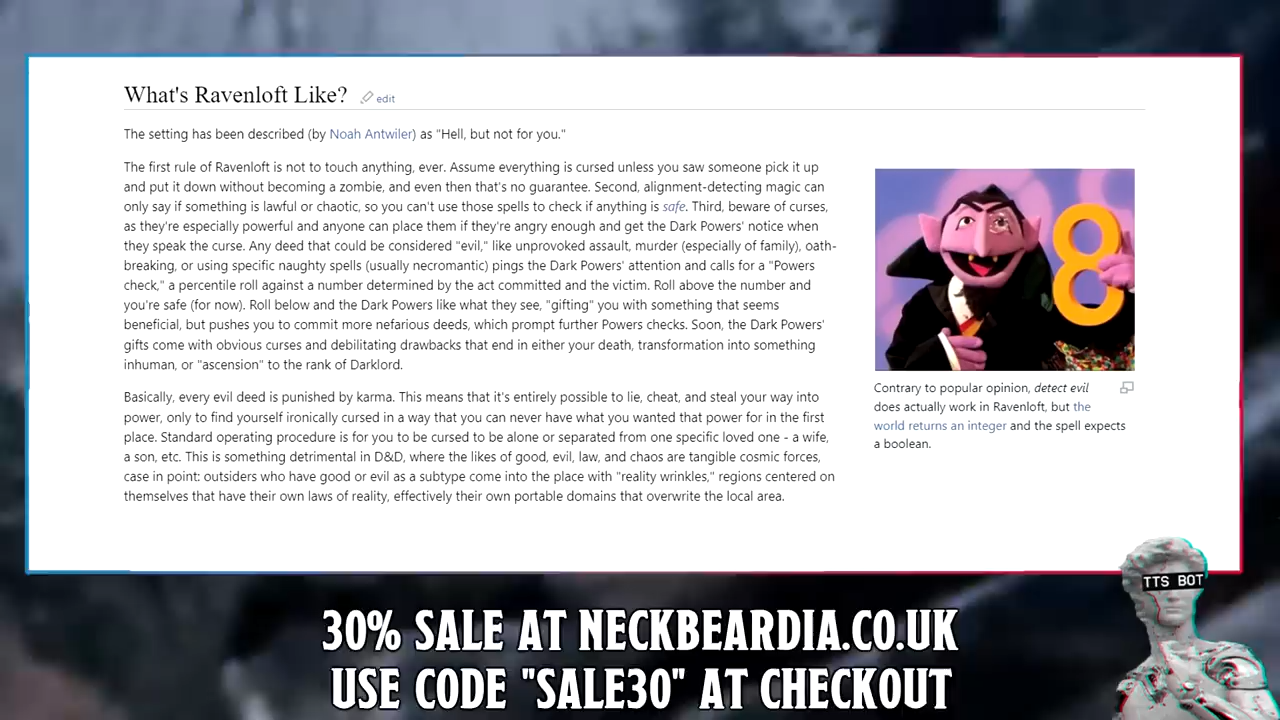 What's Ravenloft Like?
edit
The setting has been described (by Noah Antwiler) as "Hell, but not for you."
The first rule of Ravenloft is not to touch anything, ever. Assume everything is cursed unless you saw someone pick it up
and put it down without becoming a zombie, and even then that's no guarantee. Second, alignment-detecting magic can
only say if something is lawful or chaotic, so you can't use those spells to check if anything is safe. Third, beware of curses,
as they're especially powerful and anyone can place them if they're angry enough and get the Dark Powers' notice when
they speak the curse. Any deed that could be considered "evil," like unprovoked assault, murder (especially of family), oath-
breaking, or using specific naughty spells (usually necromantic) pings the Dark Powers' attention and calls for a "Powers
check," a percentile roll against a number determined by the act committed and the victim. Roll above the number and
you're safe (for now). Roll below and the Dark Powers like what they see, "gifting" you with something that seems
beneficial, but pushes you to commit more nefarious deeds, which prompt further Powers checks. Soon, the Dark Powers'
gifts come with obvious curses and debilitating drawbacks that end in either your death, transformation into something
inhuman, or "ascension" to the rank of Darklord.
Basically, every evil deed is punished by karma. This means that it's entirely possible to lie, cheat, and steal your way into
power, only to find yourself ironically cursed in a way that you can never have what you wanted that power for in the first
place. Standard operating procedure is for you to be cursed to be alone or separated from one specific loved one - a wife,
a son, etc. This is something detrimental in D&D, where the likes of good, evil, law, and chaos are tangible cosmic forces,
case in point: outsiders who have good or evil as a subtype come into the place with "reality wrinkles," regions centered on
themselves that have their own laws of reality, effectively their own portable domains that overwrite the local area.
8
Contrary to popular opinion, detect evil
does actually work in Ravenloft, but the
world returns an integer and the spell expects
a boolean.
TTS BOT
30% SALE AT NECKBEARDIA.CO.UK
USE CODE "SALE30" AT CHECKOUT